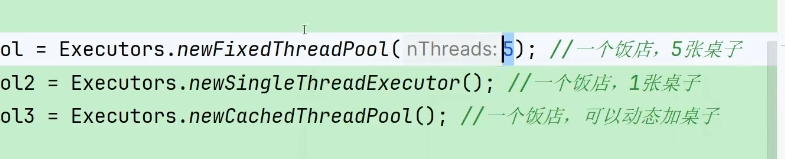 ol = Executors.newFixedThreadPool( nThreads: 5); //一个饭店，5张桌子
ol2 = Executors.newSingleThreadExecutor(); //一个饭店，1张桌子
ol3 = Executors.newCachedThreadPool(); //一个饭店，可以动态加桌子